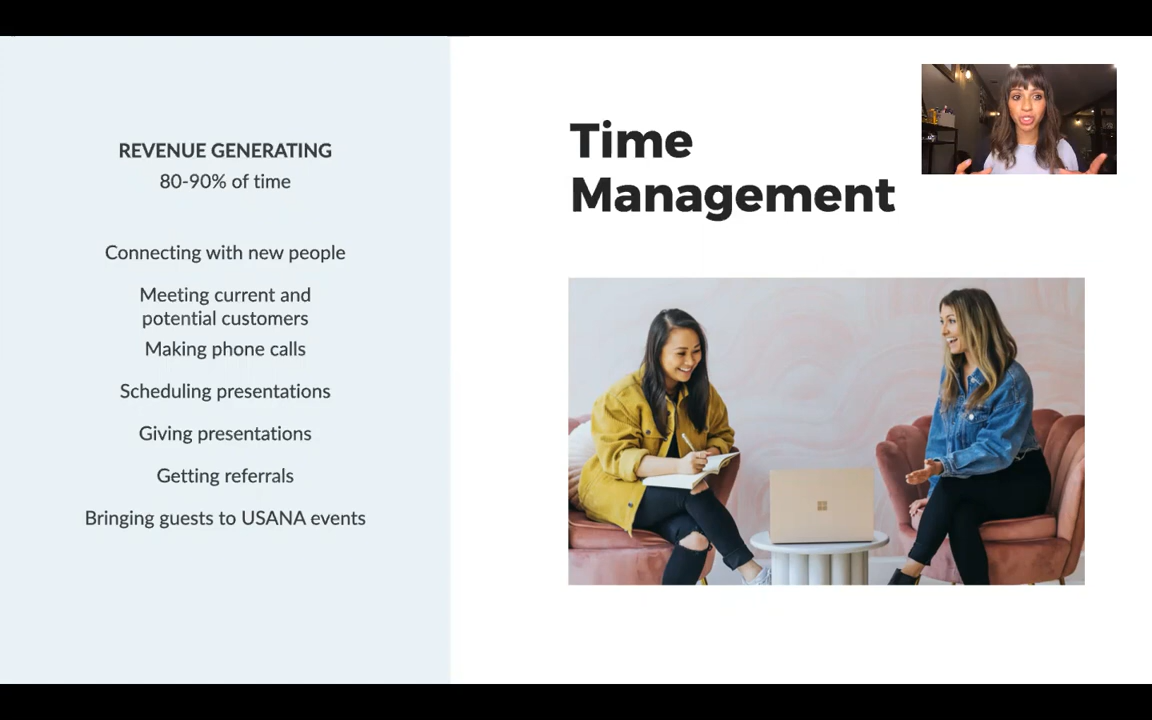 REVENUE GENERATING
80-90% of time
Connecting with new people
Meeting current and
potential customers
Making phone calls
Scheduling presentations
Giving presentations
Getting referrals
Bringing guests to USANA events
Time
Management